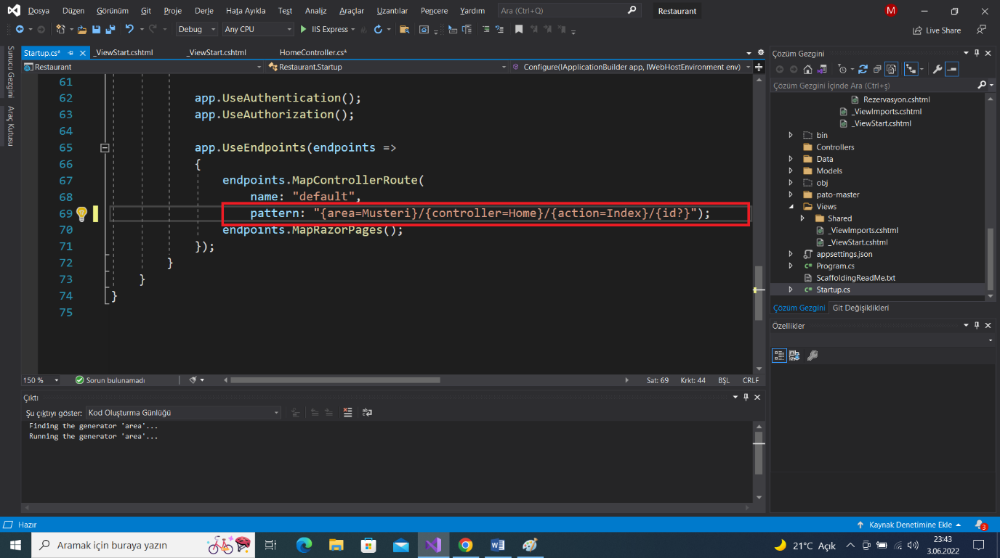 Dosya Düzen Görünüm Git Proje Derle Hata Ayıkla Test Analiz Araçlar Uzantılar Pencere Yardım Ara (Ctrl+Q) Restaurant M
Debug Any CPU IIS Express Live Share
Sunucu Gezgini
Araç Kutusu
Startup.cs* _ViewStart.cshtml _ViewStart.cshtml HomeController.cs*
Restaurant Restaurant.Startup Configure(IApplicationBuilder app, IWebHostEnvironment env)
61
62 app.UseAuthentication();
63 app.UseAuthorization();
64
65 app.UseEndpoints(endpoints =>
66 {
67 endpoints.MapControllerRoute(
68 name: "default",
69 pattern: "{area=Musteri}/{controller=Home}/{action=Index}/{id?}");
70 endpoints.MapRazorPages();
71 });
72 }
73 }
74 }
75
150 % Sorun bulunamadı Sat: 69 Krkt: 44 BŞL CRLF
Çıktı
Şu çıktıyı göster: Kod Oluşturma Günlüğü
Finding the generator 'area'...
Running the generator 'area'...
Çözüm Gezgini
Çözüm Gezgini İçinde Ara (Ctrl+ş)
Rezervasyon.cshtml
_ViewImports.cshtml
_ViewStart.cshtml
bin
Controllers
Data
Models
obj
pato-master
Views
Shared
_ViewImports.cshtml
_ViewStart.cshtml
appsettings.json
Program.cs
ScaffoldingReadMe.txt
Startup.cs
Çözüm Gezgini Git Değişiklikleri
Özellikler
Hazır Kaynak Denetimine Ekle 3
Aramak için buraya yazın 21°C Açık 23:43
3.06.2022